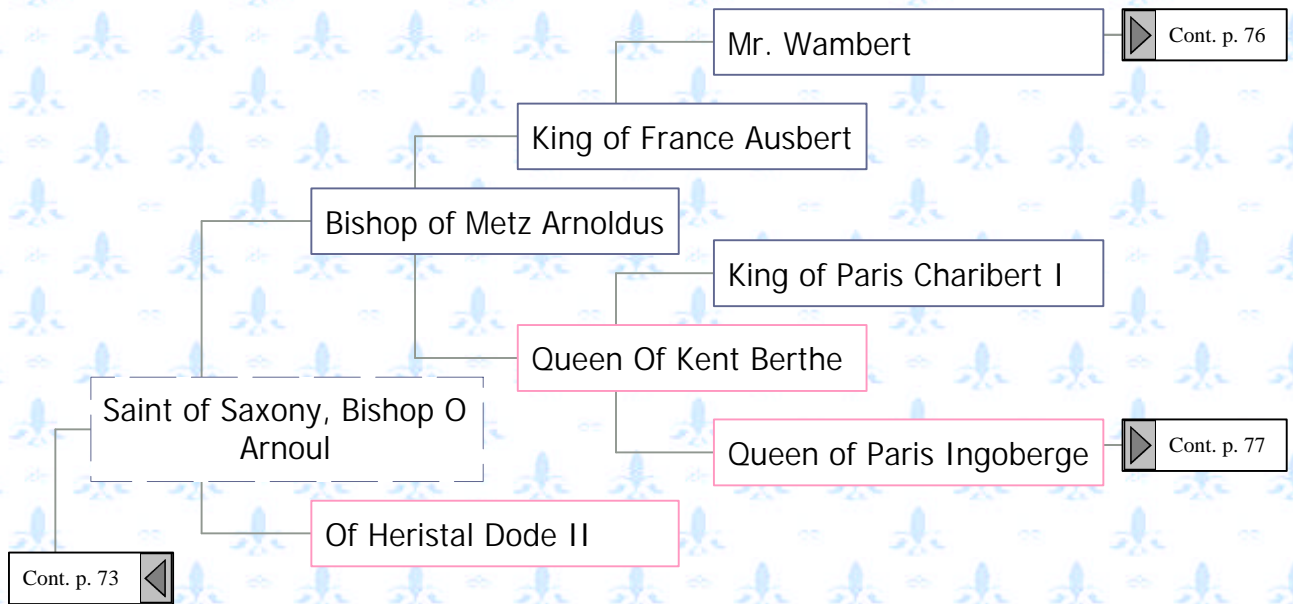 Mr. Wambert
Cont. p. 76
King of France Ausbert
Bishop of Metz Arnoldus
King of Paris Charibert I
Queen Of Kent Berthe
Saint of Saxony, Bishop O
Arnoul
Queen of Paris Ingoberge
Cont. p. 77
Of Heristal Dode II
Cont. p. 73